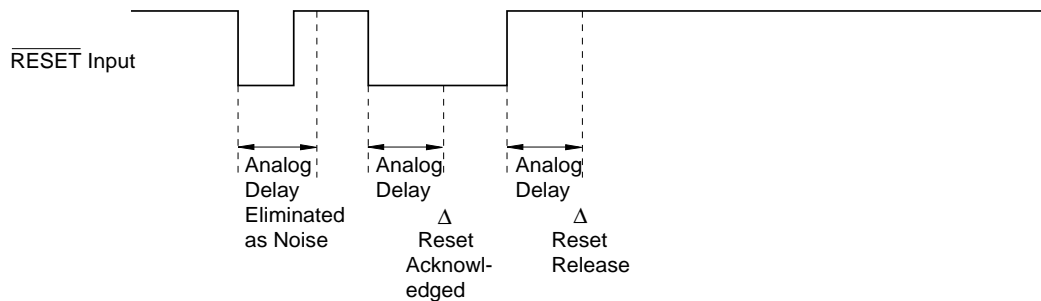 RESET Input
Analog
Delay
Eliminated
as Noise
Analog
Delay
Δ
Reset
Acknowl-
edged
Analog
Delay
Δ
Reset
Release